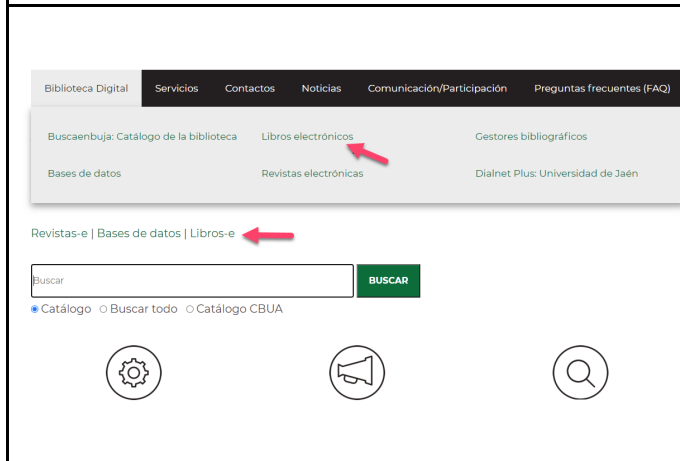 Biblioteca Digital Servicios Contactos Noticias Comunicación/Participación Preguntas frecuentes (FAQ)
Buscaenbuja: Catálogo de la biblioteca Libros electrónicos Gestores bibliográficos
Bases de datos Revistas electrónicas Dialnet Plus: Universidad de Jaén
Revistas-e | Bases de datos | Libros-e
Buscar BUSCAR
Catálogo Buscar todo Catálogo CBUA